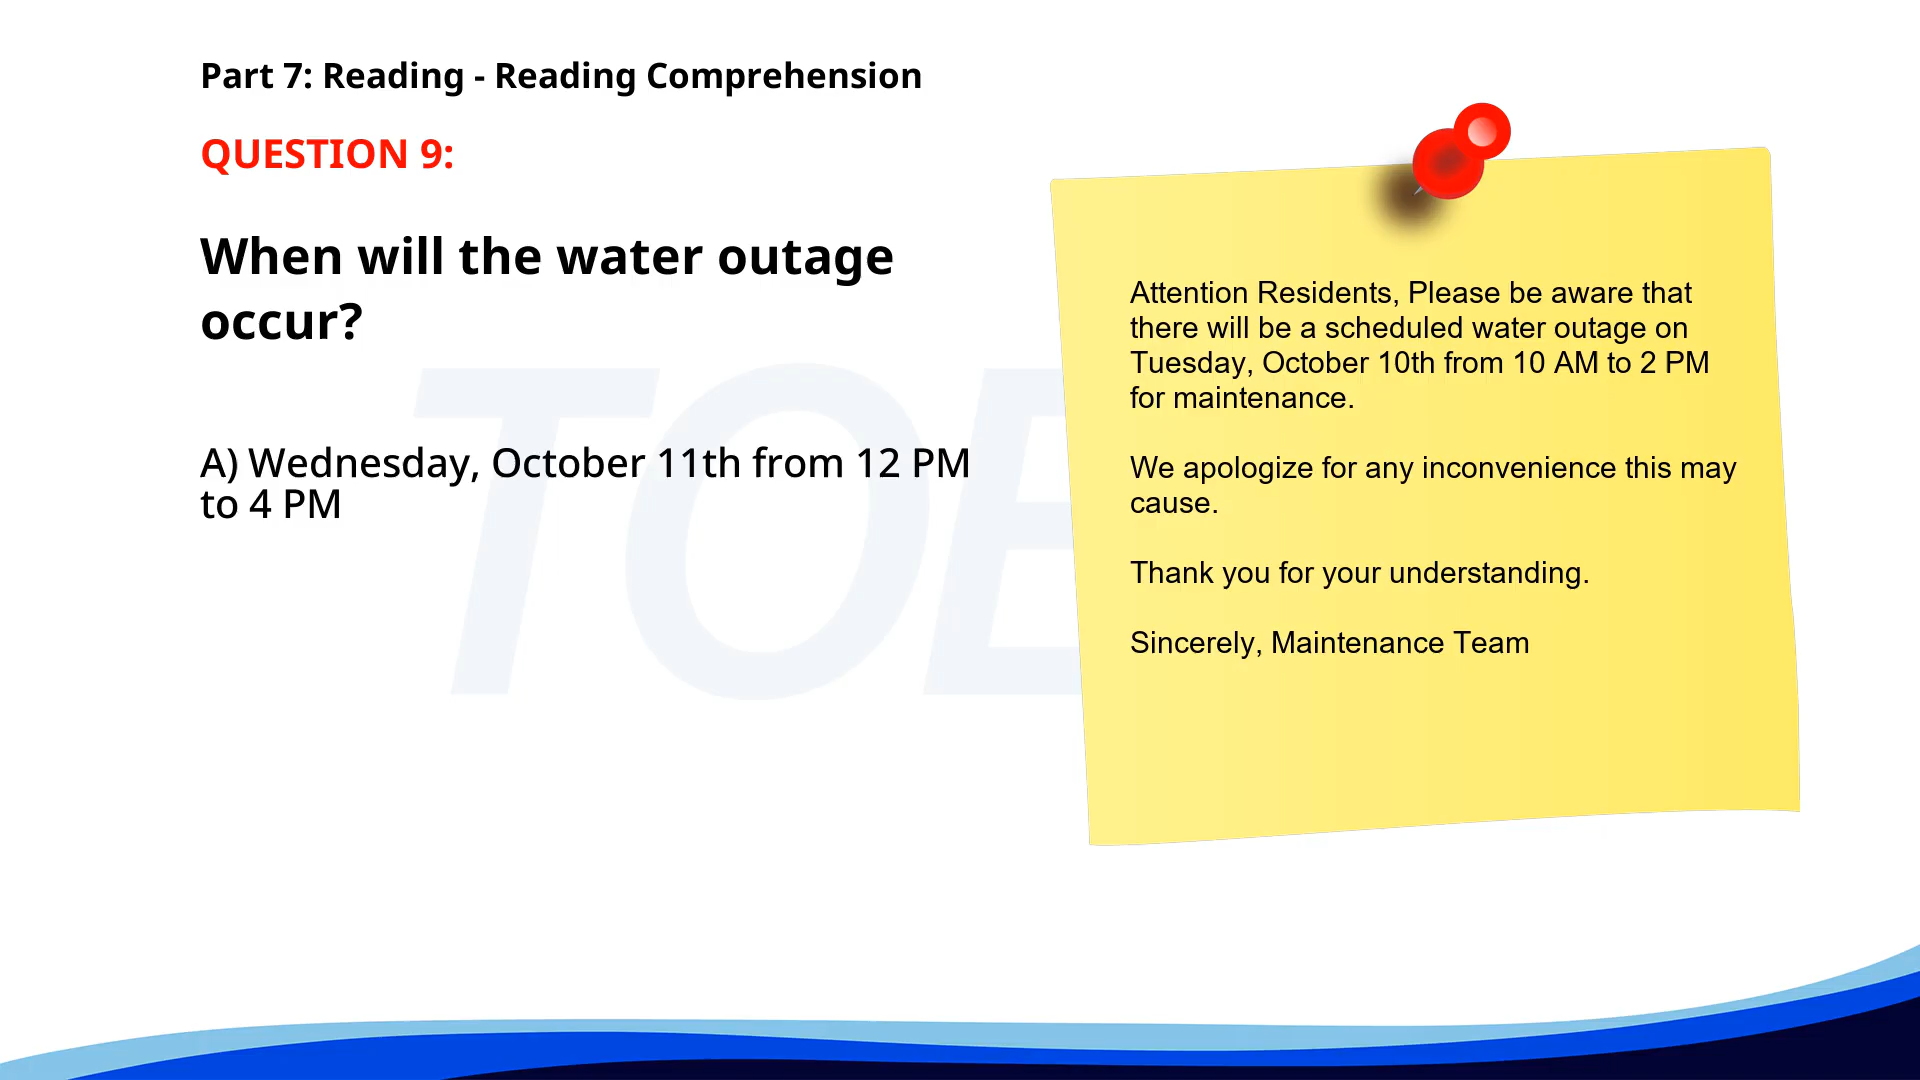 Part 7: Reading - Reading Comprehension
QUESTION 9:
When will the water outage
occur?
A) Wednesday, October 11th from 12 PM
to 4 PM
Attention Residents, Please be aware that
there will be a scheduled water outage on
Tuesday, October 10th from 10 AM to 2 PM
for maintenance.
We apologize for any inconvenience this may
cause.
Thank you for your understanding.
Sincerely, Maintenance Team